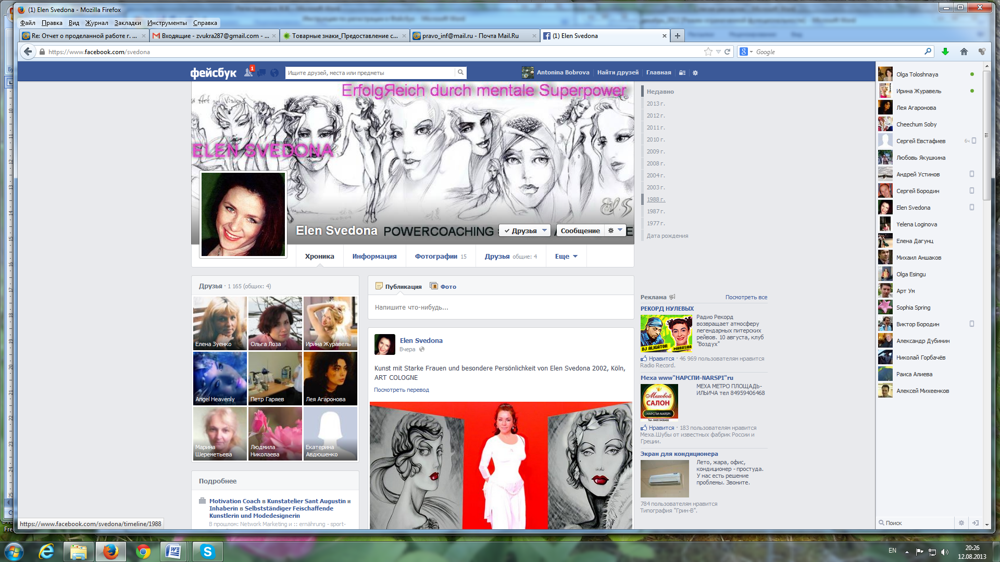 (1) Elen Svedona - Mozilla Firefox
Файл Правка Вид Журнал Закладки Инструменты Справка
Re: Отчет о проделанной работе г. ...
Входящие - zvukra287@gmail.com - ...
Товарные знаки_Предоставление с...
pravo_inf@mail.ru - Почта Mail.Ru
(1) Elen Svedona
https://www.facebook.com/svedona
Google
фейсбук
1
Ищите друзей, места или предметы
Antonina Bobrova
Найти друзей
Главная
ErfolgЯeich durch mentale Superpower
ELEN SVEDONA
Elen Svedona
POWERCOACHING
Друзья
Сообщение
Хроника
Информация
Фотографии 15
Друзья общие: 4
Еще
Недавно
2013 г.
2012 г.
2011 г.
2010 г.
2009 г.
2008 г.
2004 г.
2003 г.
1988 г.
1987 г.
1977 г.
Дата рождения
Друзья · 1 165 (общих: 4)
Елена Зуенко
Ольга Лоза
Ирина Журавель
Angel Heavenly
Петр Гаряев
Лея Агаронова
Марина Шереметьева
Людмила Николаева
Екатерина Авдюшенко
Подробнее
Motivation Coach в Kunstatelier Sant Augustin и
Inhaberin в Selbstständiger Feischaffende
Kunstlerin und Modedesignerin
В прошлом: Network Marketing и :: ernährung - sport-
Публикация
Фото
Напишите что-нибудь...
Elen Svedona
Вчера
Kunst mit Starke Frauen und besondere Persönlichkeit von Elen Svedona 2002, Köln,
ART COLOGNE
Посмотреть перевод
Реклама
Посмотреть все
РЕКОРД НУЛЕВЫХ
DJ ALIGATOR
MARUSHA
Радио Рекорд
возвращает атмосферу
легендарных питерских
рейвов. 10 августа, клуб
"Воздух"
Нравится · 46 969 пользователям нравится
Radio Record.
Меха www"НАРСПИ-NARSPI"ru
Меховой
САЛОН
НАРСПИ-NARSPI
Тел. 8495 9406468
МЕХА МЕТРО ПЛОЩАДЬ-
ИЛЬИЧА тел 84959406468
Нравится · 183 пользователям нравится
Меха.Шубы от известных фабрик России и
Греции.
Экран для кондиционера
Лето, жара, офис,
кондиционер - простуда.
У нас есть решение
проблемы. Звоните.
784 пользователям нравится
Типография "Грин-В".
Olga Toloshnaya
Ирина Журавель
Лея Агаронова
Cheechum Soby
Сергей Евстафиев 6ч
Любовь Якушкина
Андрей Устинов
Сергей Бородин
Elen Svedona
Yelena Loginova
Елена Дагунц
Михаил Аншаков
Olga Esingu
Арт Ум
Sophia Spring
Виктор Бородин
Александр Дубинин
Николай Горбачёв
Раиса Алиева
Алексей Михеенков
Поиск
https://www.facebook.com/svedona/timeline/1988
EN
20:26
12.08.2013